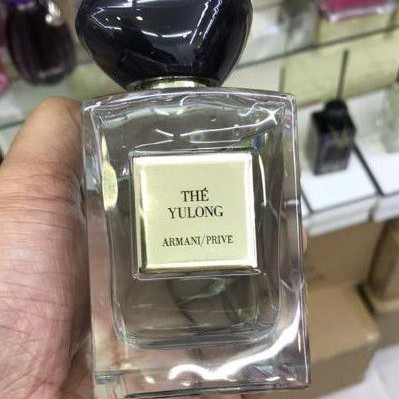 THÉ
YULONG
ARMANI/PRIVE